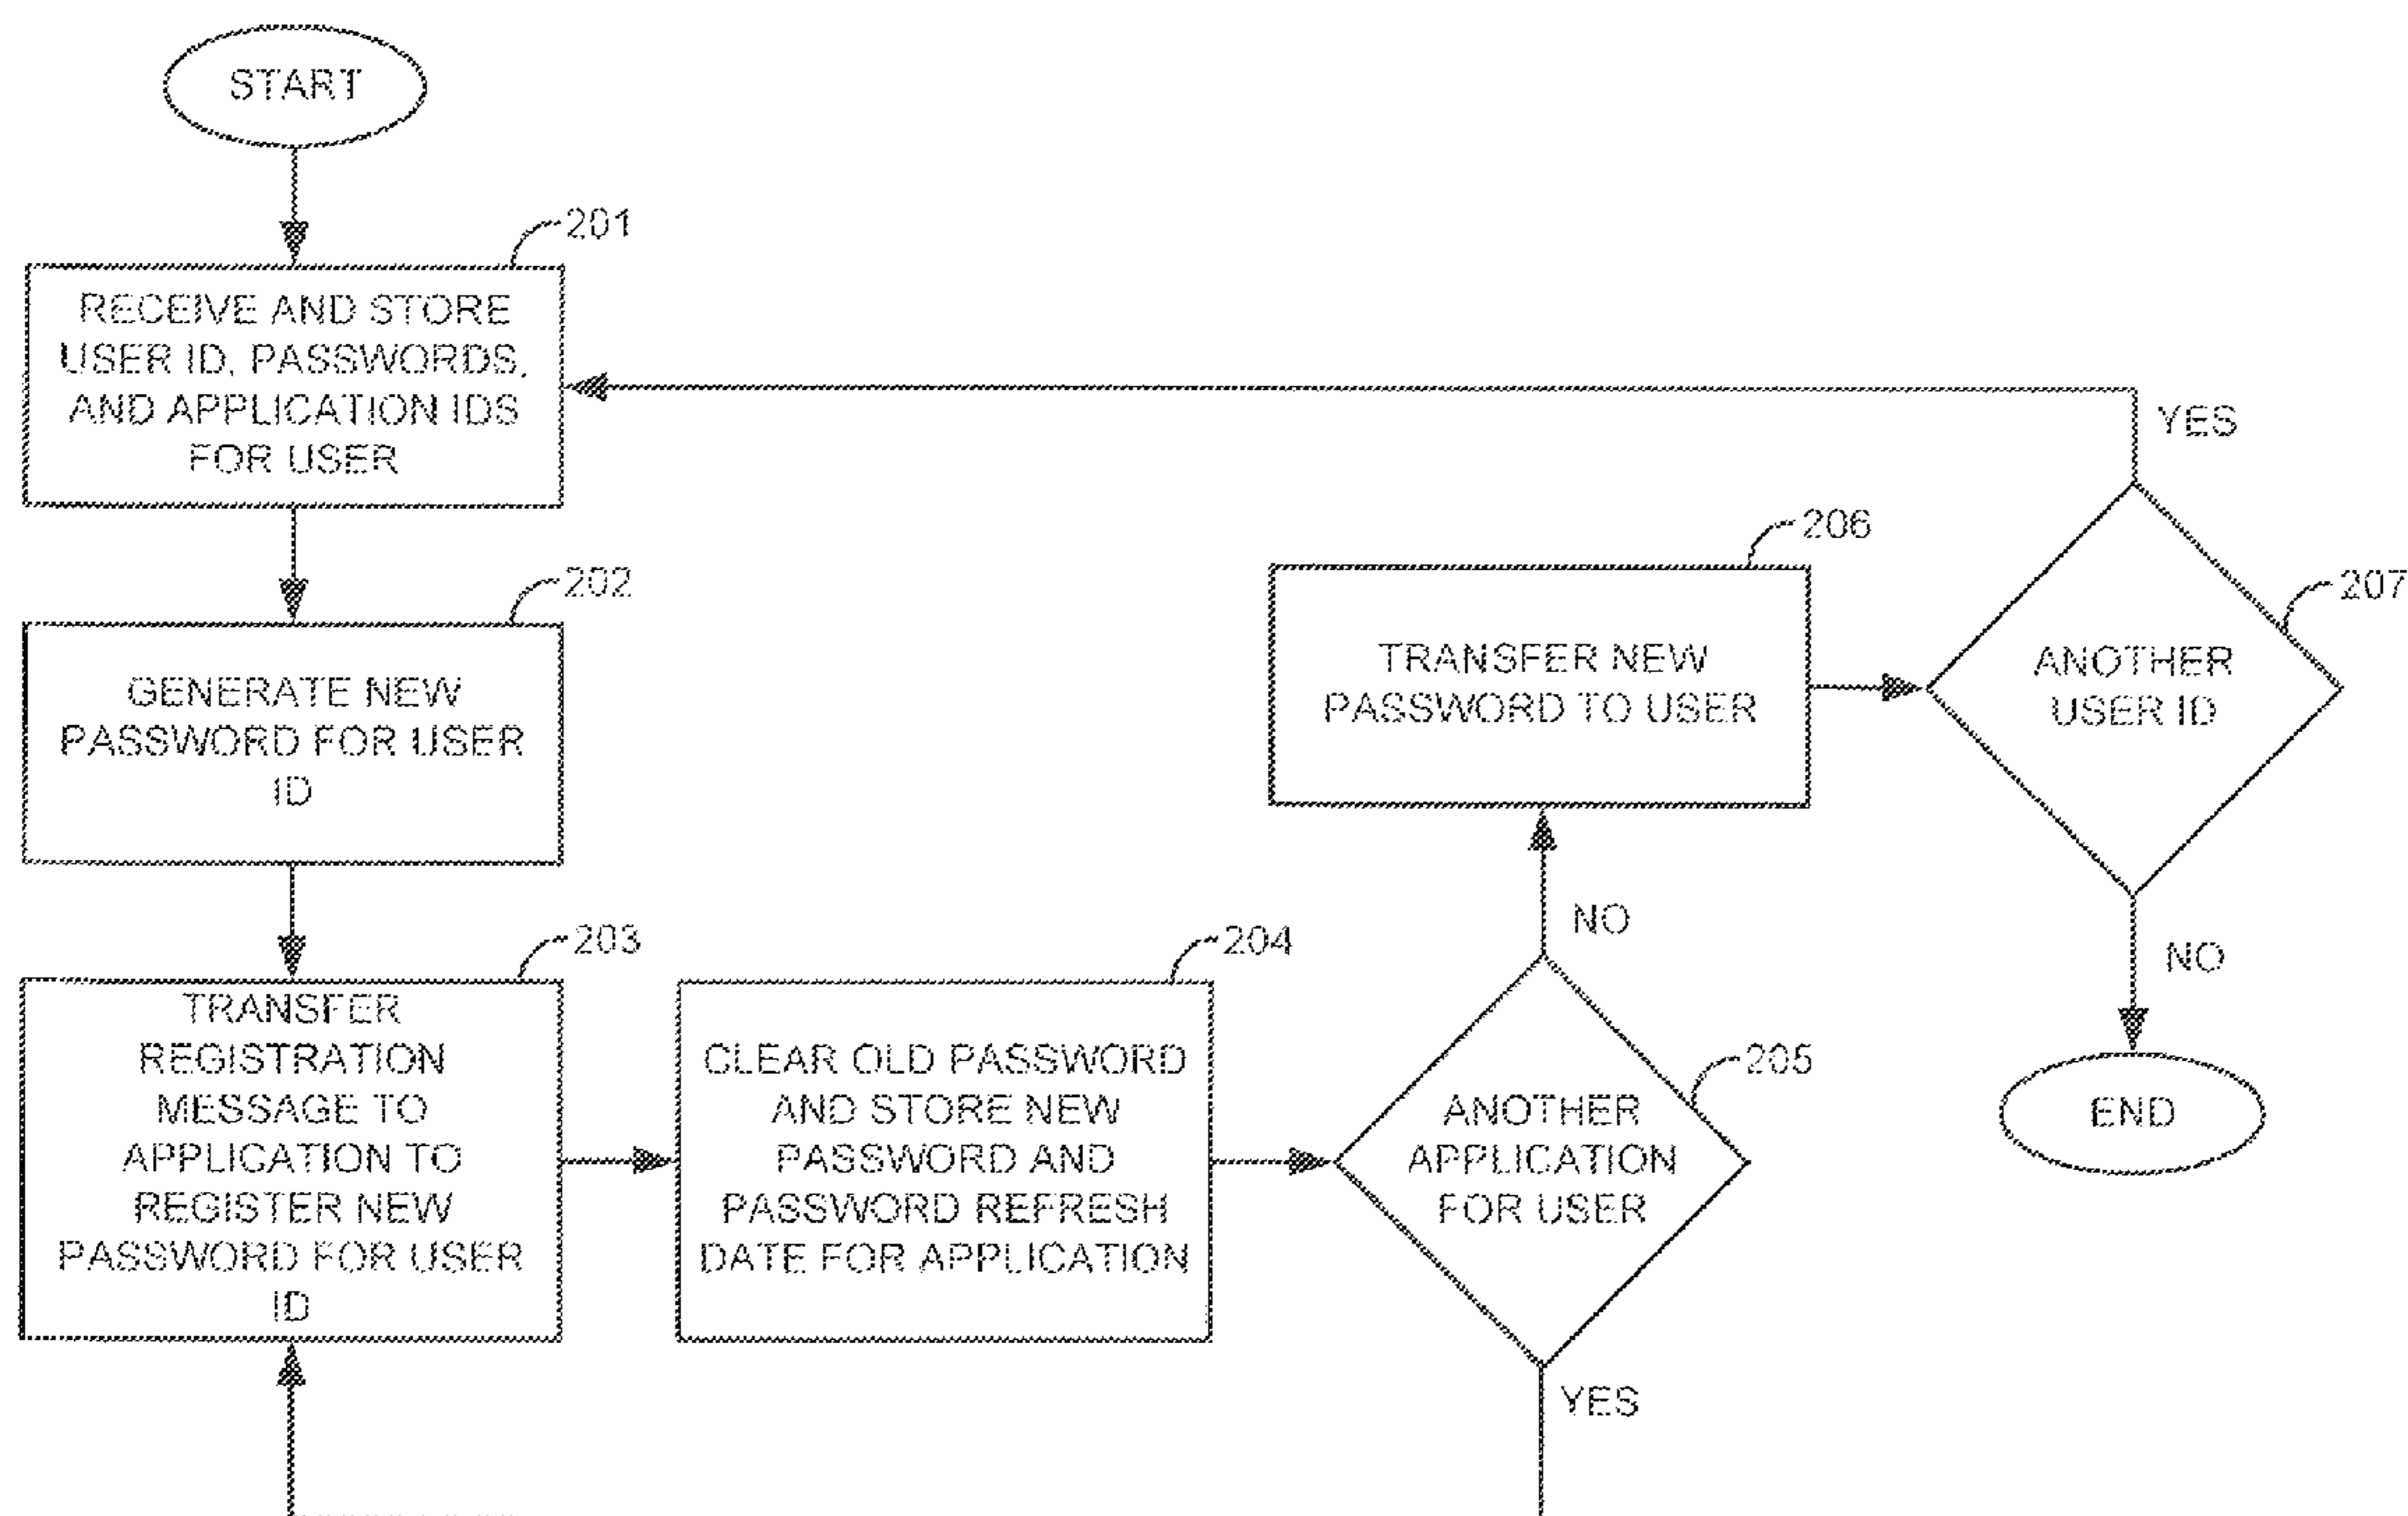 START
201
RECEIVE AND STORE
USER ID, PASSWORDS,
AND APPLICATION IDS
FOR USER
202
GENERATE NEW
PASSWORD FOR USER
ID
203
TRANSFER
REGISTRATION
MESSAGE TO
APPLICATION TO
REGISTER NEW
PASSWORD FOR USER
ID
204
CLEAR OLD PASSWORD
AND STORE NEW
PASSWORD AND
PASSWORD REFRESH
DATE FOR APPLICATION
205
ANOTHER
APPLICATION
FOR USER
YES
NO
206
TRANSFER NEW
PASSWORD TO USER
207
ANOTHER
USER ID
YES
NO
END